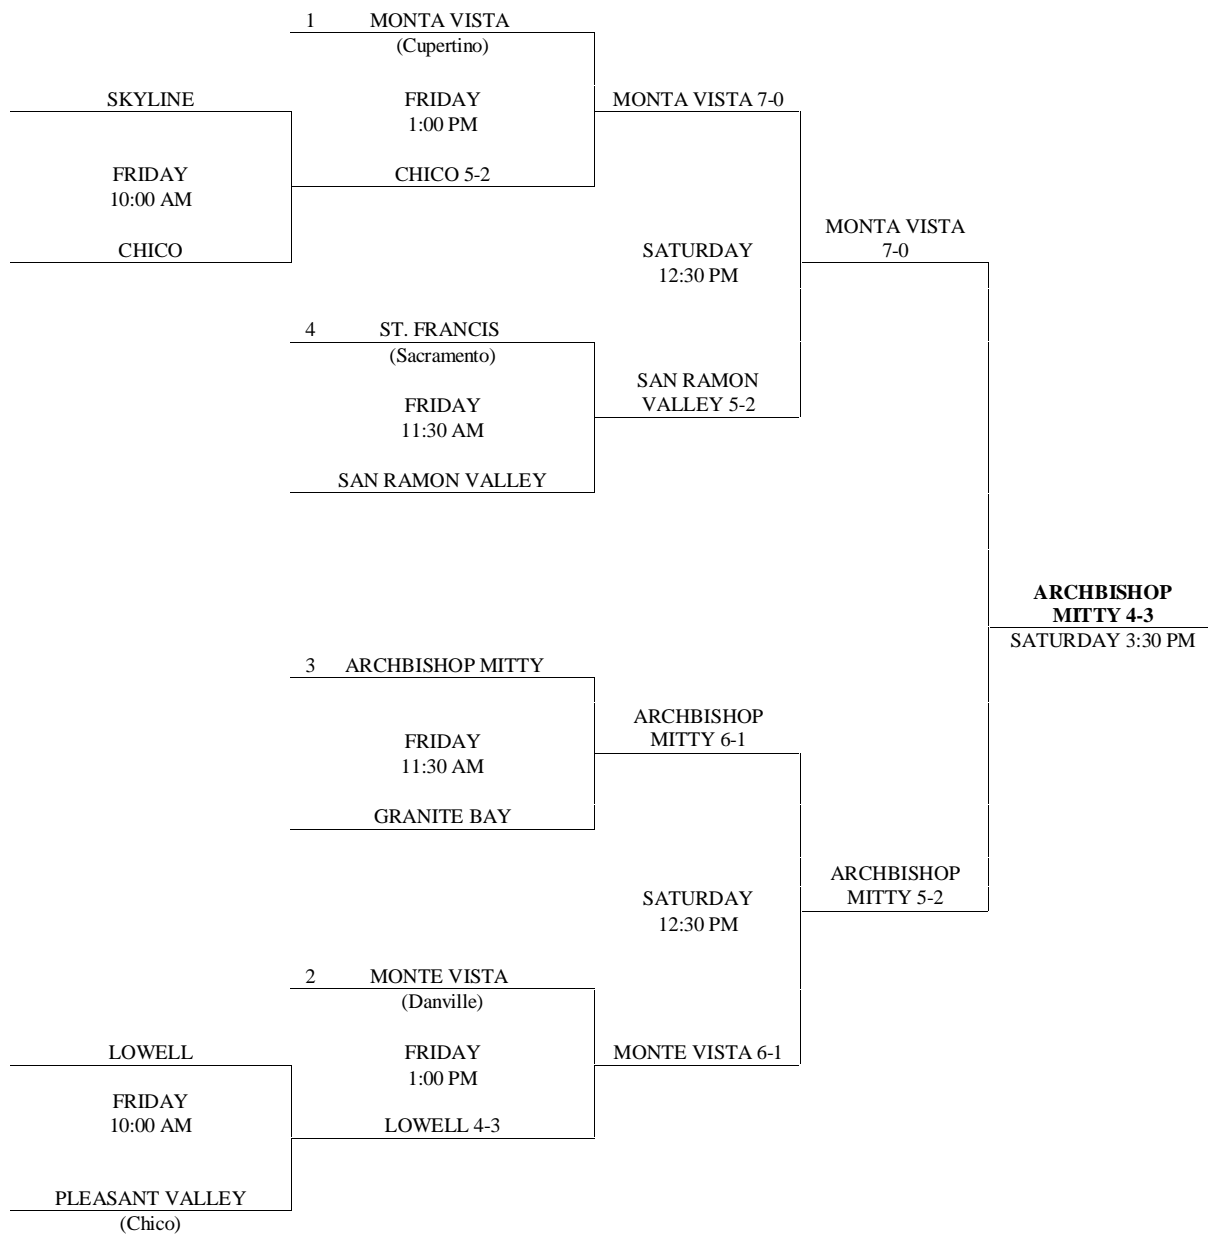 1 MONTA VISTA
(Cupertino)
SKYLINE
FRIDAY
1:00 PM
MONTA VISTA 7-0
FRIDAY
10:00 AM
CHICO 5-2
CHICO
SATURDAY
12:30 PM
MONTA VISTA
7-0
4 ST. FRANCIS
(Sacramento)
FRIDAY
11:30 AM
SAN RAMON
VALLEY 5-2
SAN RAMON VALLEY
ARCHBISHOP
MITTY 4-3
SATURDAY 3:30 PM
3 ARCHBISHOP MITTY
FRIDAY
11:30 AM
ARCHBISHOP
MITTY 6-1
GRANITE BAY
SATURDAY
12:30 PM
ARCHBISHOP
MITTY 5-2
2 MONTE VISTA
(Danville)
LOWELL
FRIDAY
1:00 PM
MONTE VISTA 6-1
FRIDAY
10:00 AM
LOWELL 4-3
PLEASANT VALLEY
(Chico)